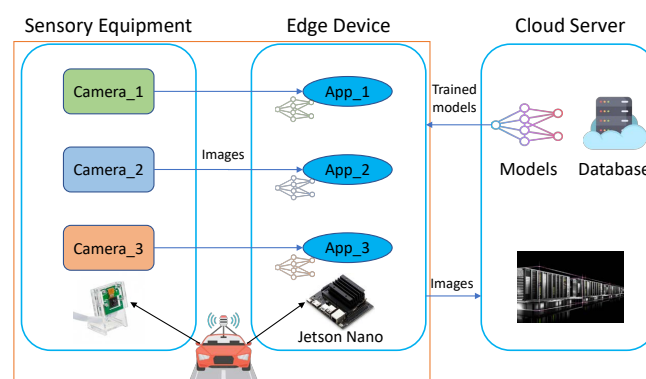 Sensory Equipment
Edge Device
Cloud Server
Camera_1
App_1
Trained
models
Images
Camera_2
App_2
Models
Database
Camera_3
App_3
Images
Jetson Nano